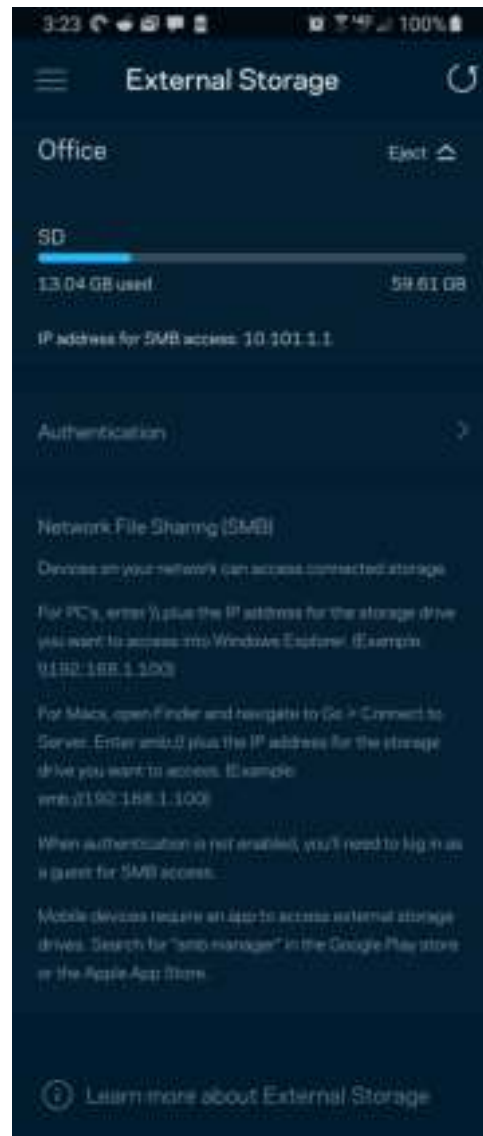 3:23 100%
External Storage
Office Eject
SD
13.04 GB used 59.61 GB
IP address for SMB access: 10.101.1.1
Authentication
Network File Sharing (SMB)
Devices on your network can access connected storage.
For PC's, enter \\ plus the IP address for the storage drive
you want to access into Windows Explorer. (Example:
\\192.168.1.100)
For Macs, open Finder and navigate to Go > Connect to
Server. Enter smb:// plus the IP address for the storage
drive you want to access. (Example:
smb://192.168.1.100)
When authentication is not enabled, you'll need to log in as
a guest for SMB access.
Mobile devices require an app to access external storage
drives. Search for "smb manager" in the Google Play store
or the Apple App Store.
Learn more about External Storage